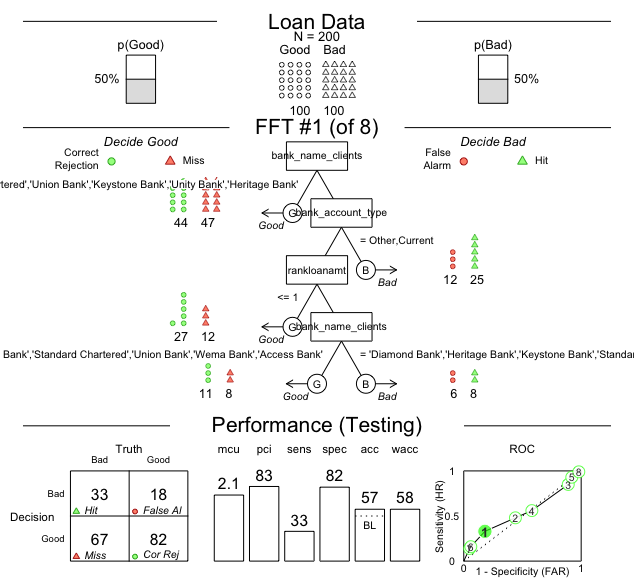 Loan Data
N = 200
p(Good)
Good Bad
p(Bad)
50%
50%
100 100
FFT #1 (of 8)
Decide Good
Decide Bad
Correct Rejection
Miss
False Alarm
Hit
bank_name_clients
rtered','Union Bank','Keystone Bank','Unity Bank','Heritage Bank'
44 47
Good
G
bank_account_type
= Other,Current
B
Bad
12 25
rankloanamt
<= 1
27 12
Good
G
bank_name_clients
Bank','Standard Chartered','Union Bank','Wema Bank','Access Bank'
= 'Diamond Bank','Heritage Bank','Keystone Bank','Standa
11 8
Good
G
B
Bad
6 8
Performance (Testing)
Truth
Bad Good
Decision
Bad
33 18
Hit False Al
Good
67 82
Miss Cor Rej
mcu pci sens spec acc wacc
2.1 83 33 82 57 58
BL
ROC
Sensitivity (HR)
1
0.5
0
1 2 3 4 5 6 8
0 1
1 - Specificity (FAR)